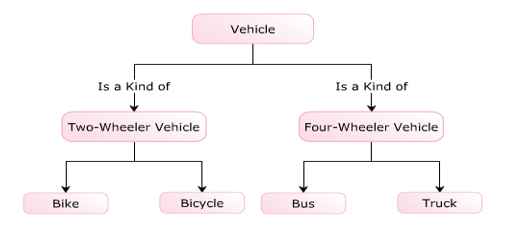 Vehicle
Is a Kind of
Is a Kind of
Two-Wheeler Vehicle
Four-Wheeler Vehicle
Bike
Bicycle
Bus
Truck